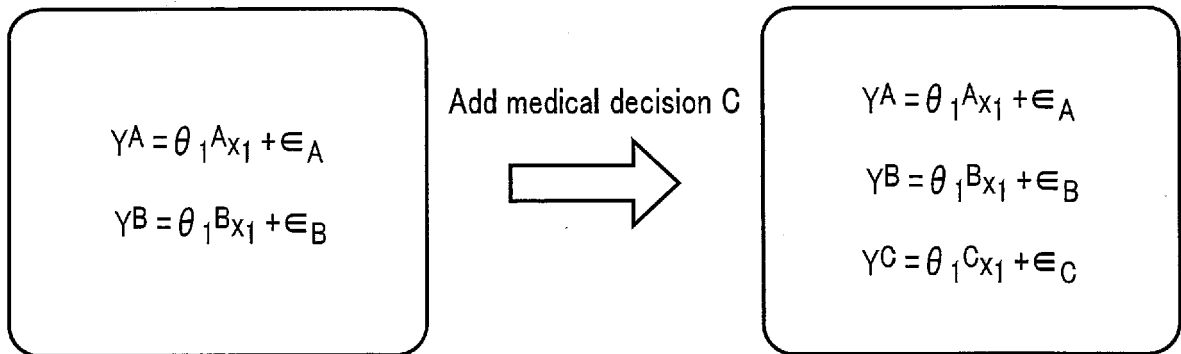 Y^A = θ_1^A x_1 + ∈_A
Y^B = θ_1^B x_1 + ∈_B
Add medical decision C
Y^A = θ_1^A x_1 + ∈_A
Y^B = θ_1^B x_1 + ∈_B
Y^C = θ_1^C x_1 + ∈_C